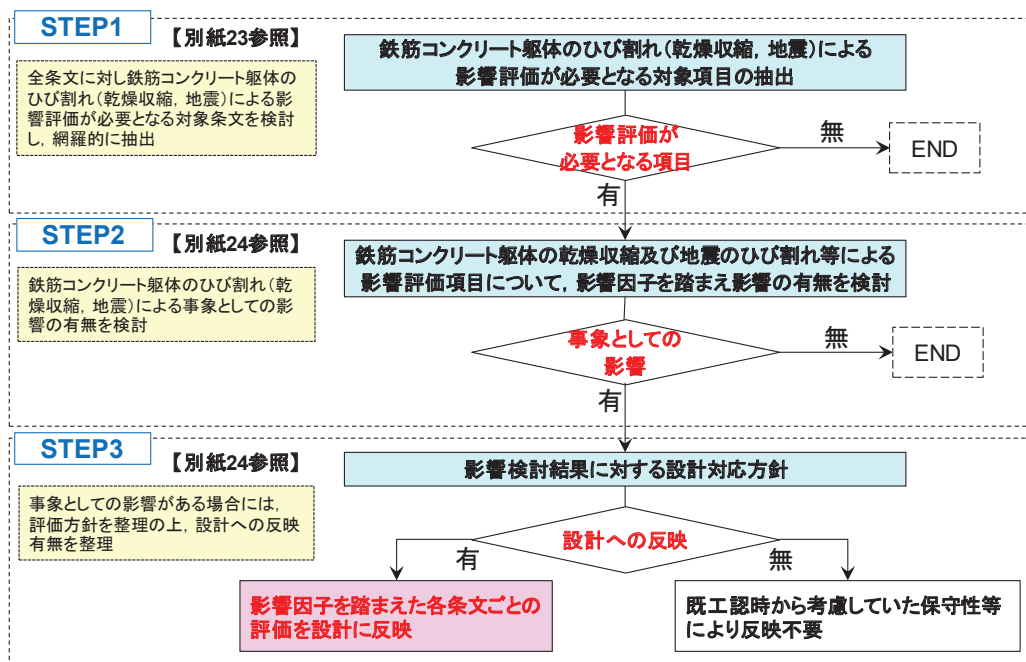 STEP1
【別紙23参照】
全条文に対し鉄筋コンクリート躯体の
ひび割れ（乾燥収縮，地震）による影
響評価が必要となる対象条文を検討
し，網羅的に抽出
鉄筋コンクリート躯体のひび割れ（乾燥収縮，地震）による
影響評価が必要となる対象項目の抽出
影響評価が
必要となる項目
無
END
有
STEP2
【別紙24参照】
鉄筋コンクリート躯体のひび割れ（乾
燥収縮，地震）による事象としての影
響の有無を検討
鉄筋コンクリート躯体の乾燥収縮及び地震のひび割れ等による
影響評価項目について，影響因子を踏まえ影響の有無を検討
事象としての
影響
無
END
有
STEP3
【別紙24参照】
事象としての影響がある場合には，
評価方針を整理の上，設計への反映
有無を整理
影響検討結果に対する設計対応方針
設計への反映
有
無
影響因子を踏まえた各条文ごとの
評価を設計に反映
既工認時から考慮していた保守性等
により反映不要